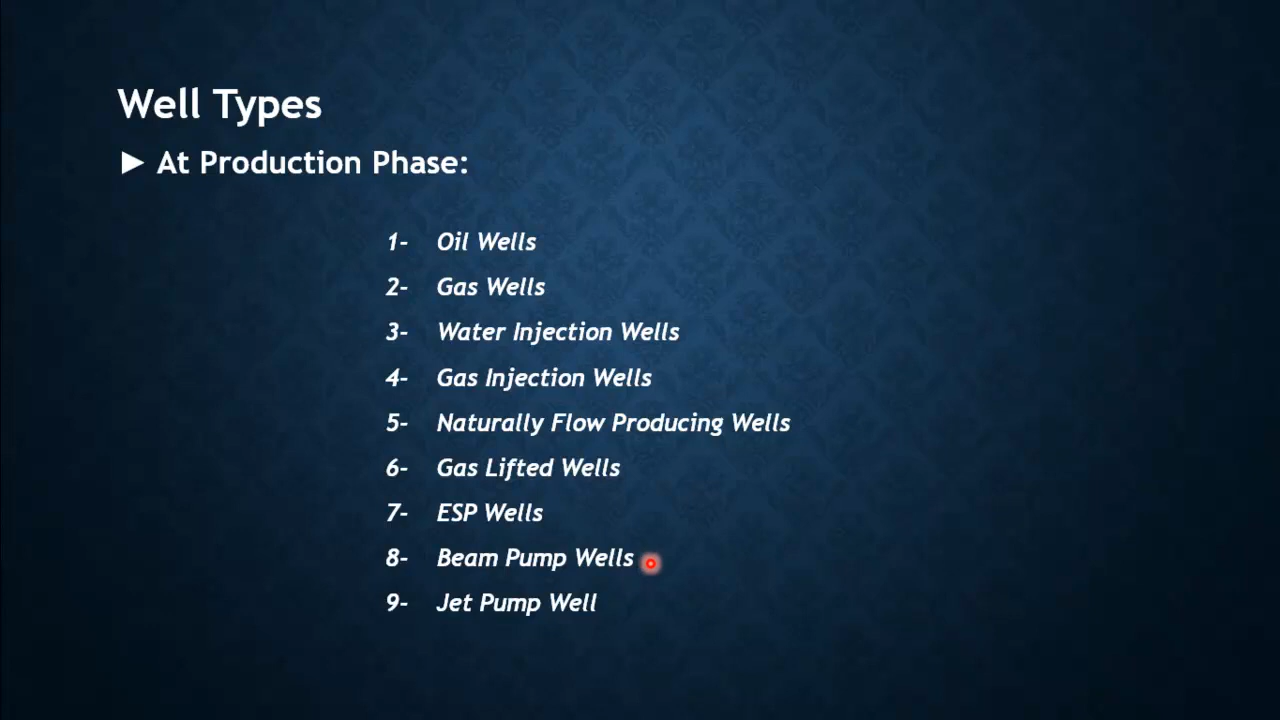 Well Types
► At Production Phase:
1- Oil Wells
2- Gas Wells
3- Water Injection Wells
4- Gas Injection Wells
5- Naturally Flow Producing Wells
6- Gas Lifted Wells
7- ESP Wells
8- Beam Pump Wells
9- Jet Pump Well